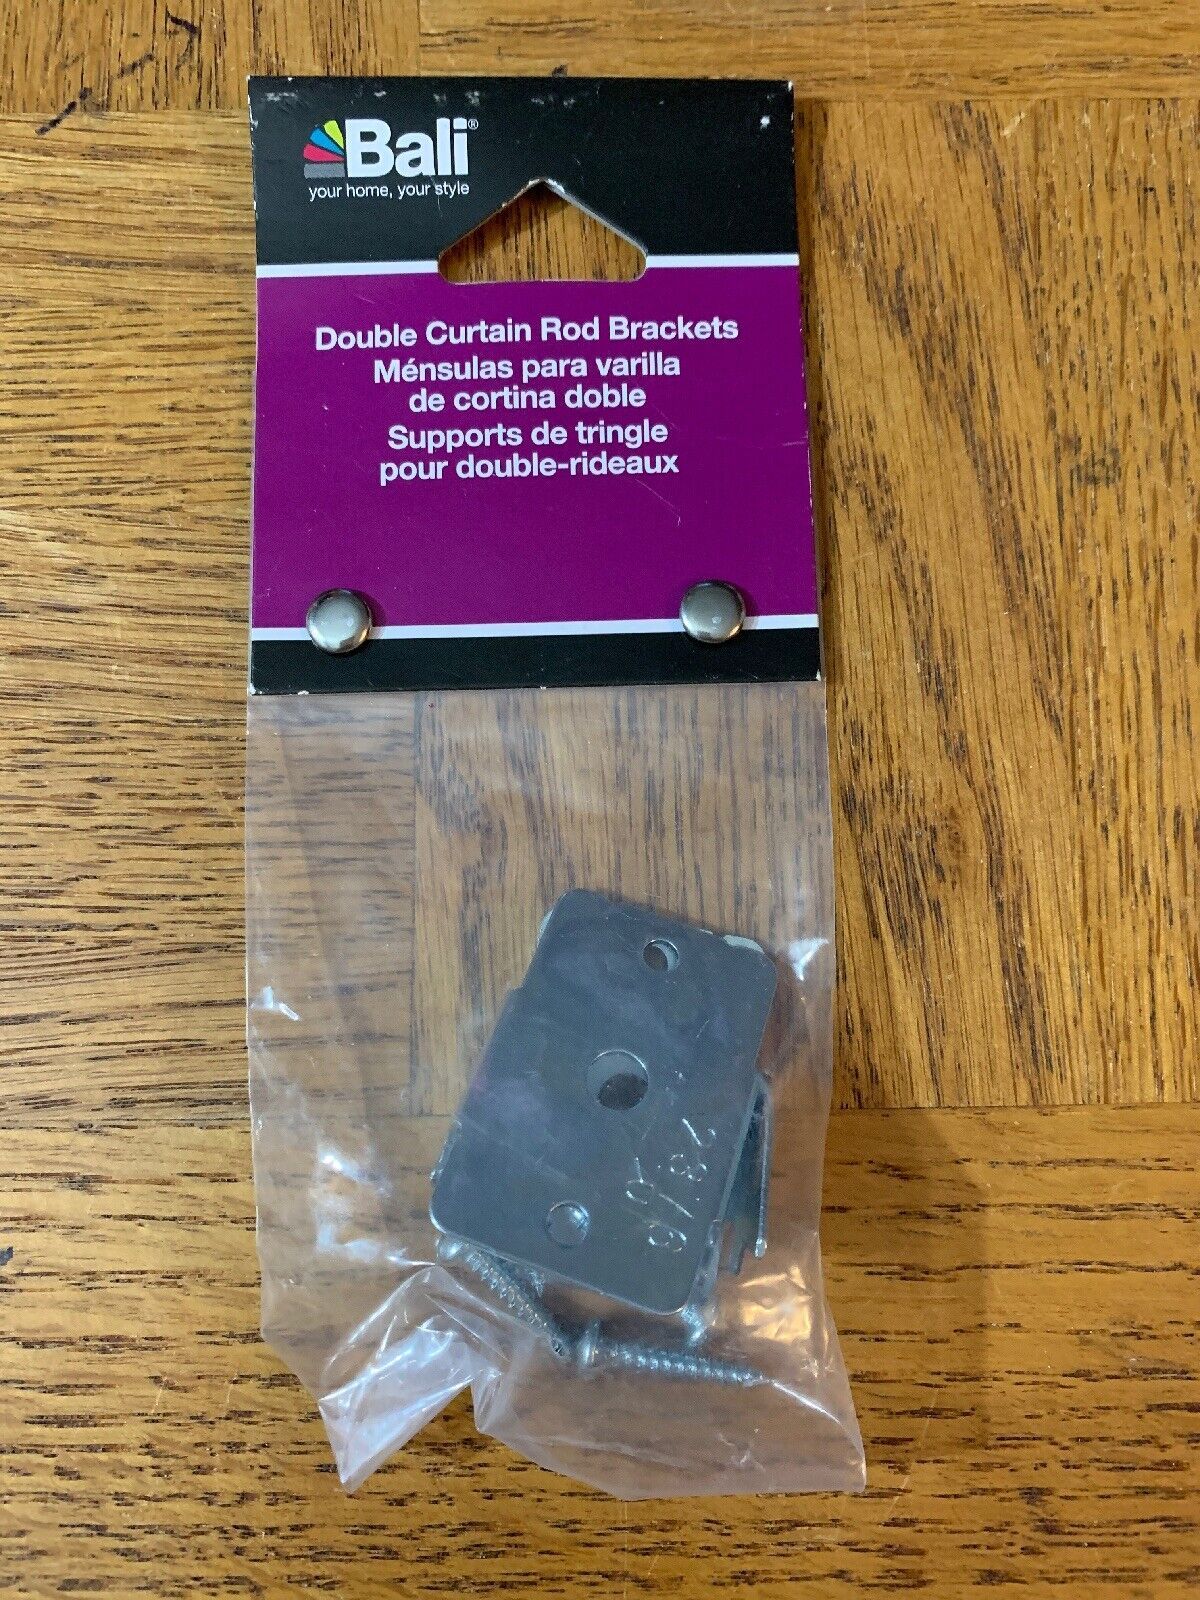 Bali®
your home, your style
Double Curtain Rod Brackets
Ménsulas para varilla
de cortina doble
Supports de tringle
pour double-rideaux